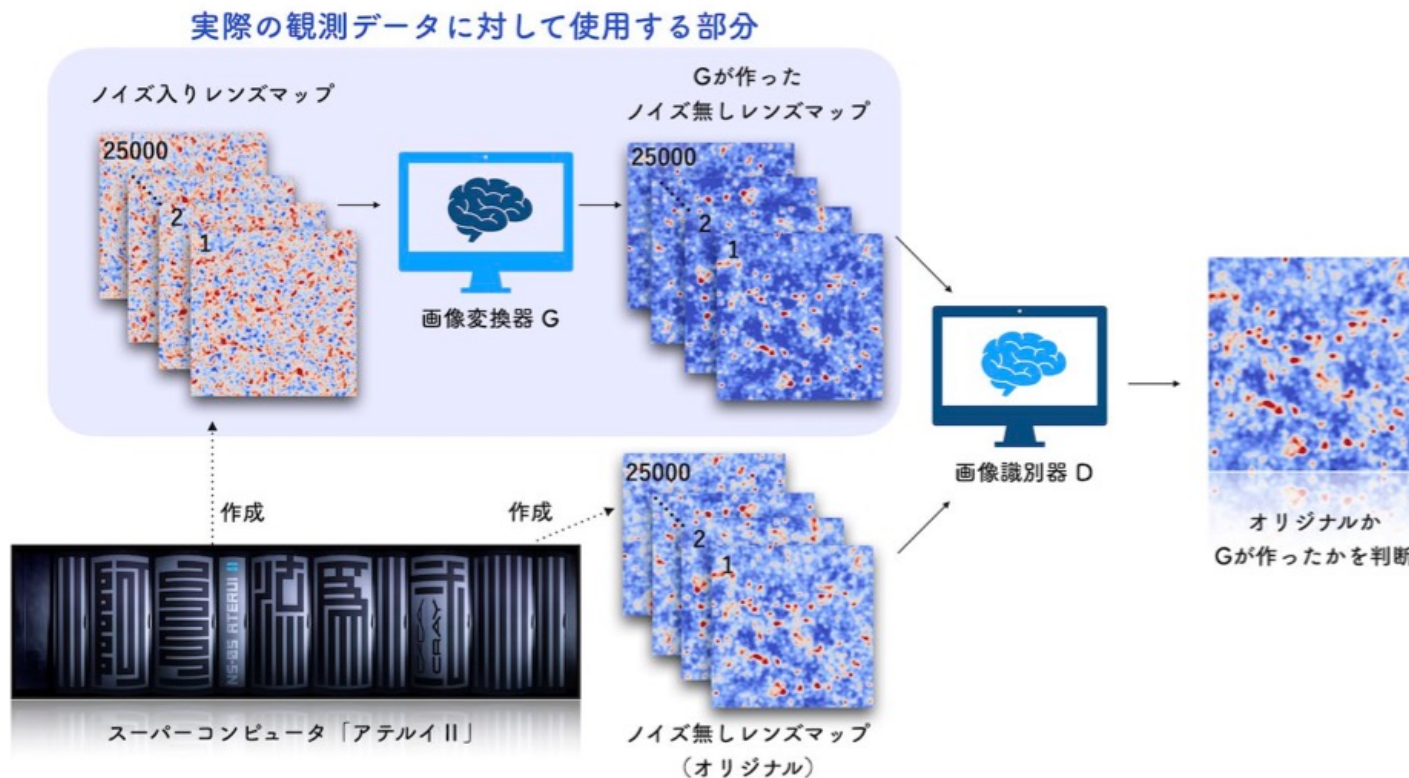 実際の観測データに対して使用する部分
ノイズ入りレンズマップ
Gが作った
ノイズ無しレンズマップ
25000
2
1
画像変換器 G
25000
2
1
画像識別器 D
オリジナルか
Gが作ったかを判断
作成
作成
25000
2
1
NS-05 ATERUI II
CRAY
スーパーコンピュータ「アテルイⅡ」
ノイズ無しレンズマップ
（オリジナル）